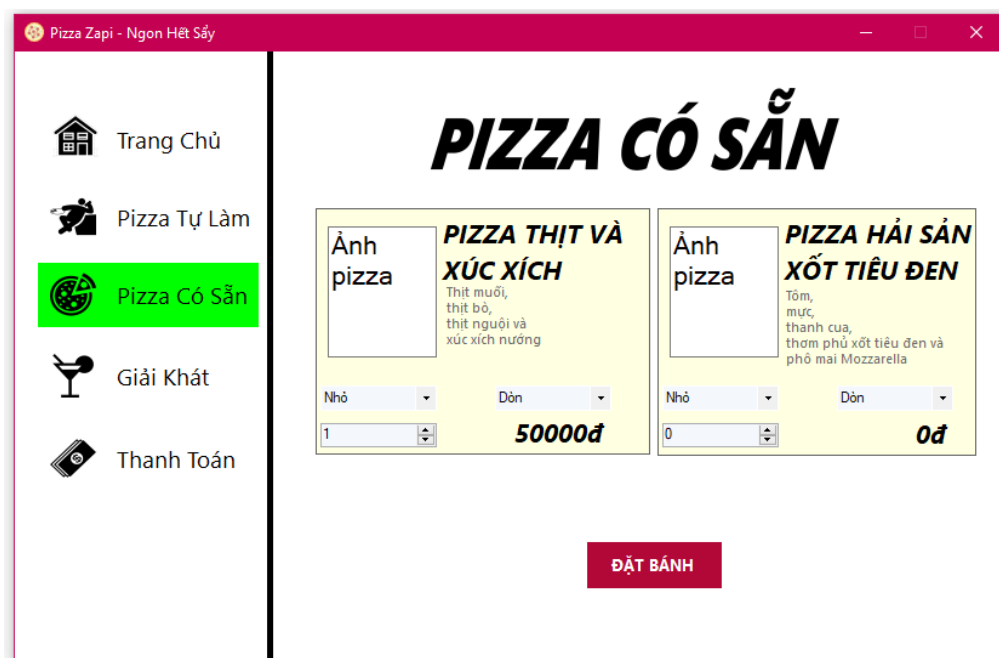 Pizza Zapi - Ngon Hết Sẩy
Trang Chủ
Pizza Tự Làm
Pizza Có Sẵn
Giải Khát
Thanh Toán
PIZZA CÓ SẴN
Ảnh
pizza
PIZZA THỊT VÀ
XÚC XÍCH
Thịt muối,
thịt bò,
thịt nguội và
xúc xích nướng
Nhỏ
Dòn
1
50000đ
Ảnh
pizza
PIZZA HẢI SẢN
XỐT TIÊU ĐEN
Tôm,
mực,
thanh cua,
thơm phủ xốt tiêu đen và
phô mai Mozzarella
Nhỏ
Dòn
0
0đ
ĐẶT BÁNH